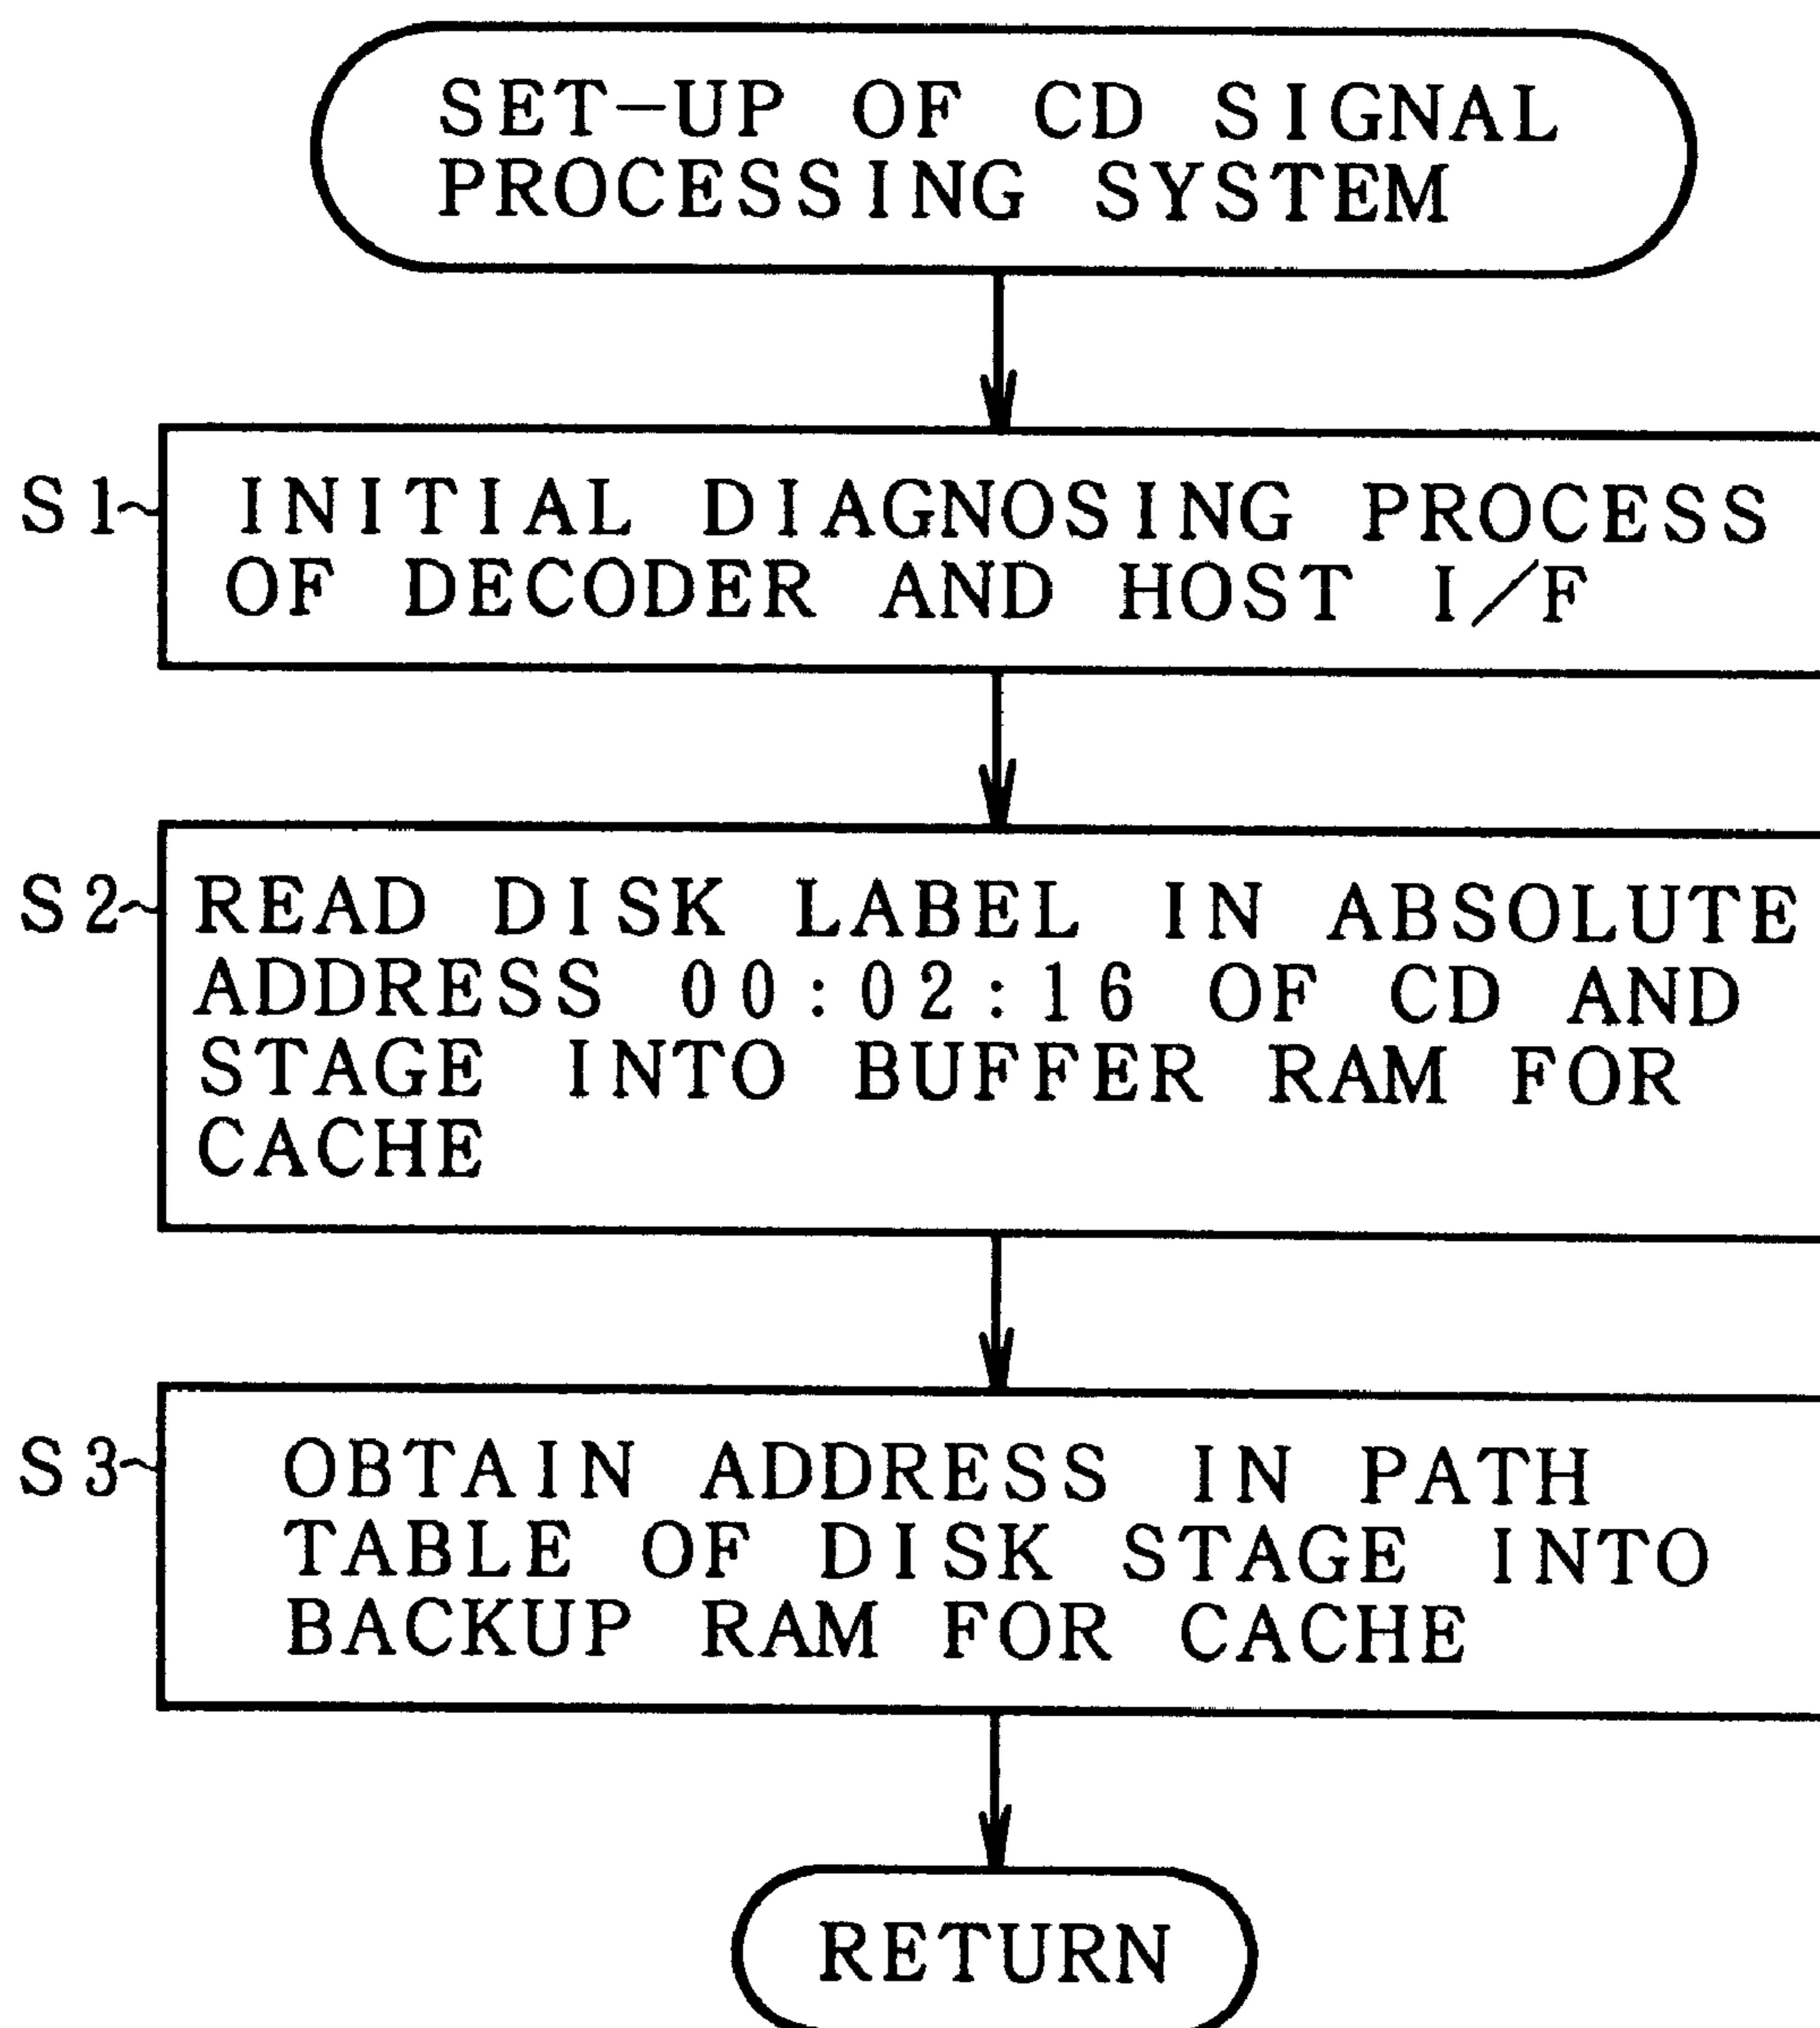 SET-UP OF CD SIGNAL
PROCESSING SYSTEM
S1
INITIAL DIAGNOSING PROCESS
OF DECODER AND HOST I/F
S2
READ DISK LABEL IN ABSOLUTE
ADDRESS 00:02:16 OF CD AND
STAGE INTO BUFFER RAM FOR
CACHE
S3
OBTAIN ADDRESS IN PATH
TABLE OF DISK STAGE INTO
BACKUP RAM FOR CACHE
RETURN